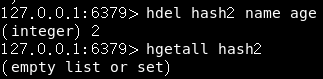 127.0.0.1:6379> hdel hash2 name age
(integer) 2
127.0.0.1:6379> hgetall hash2
(empty list or set)